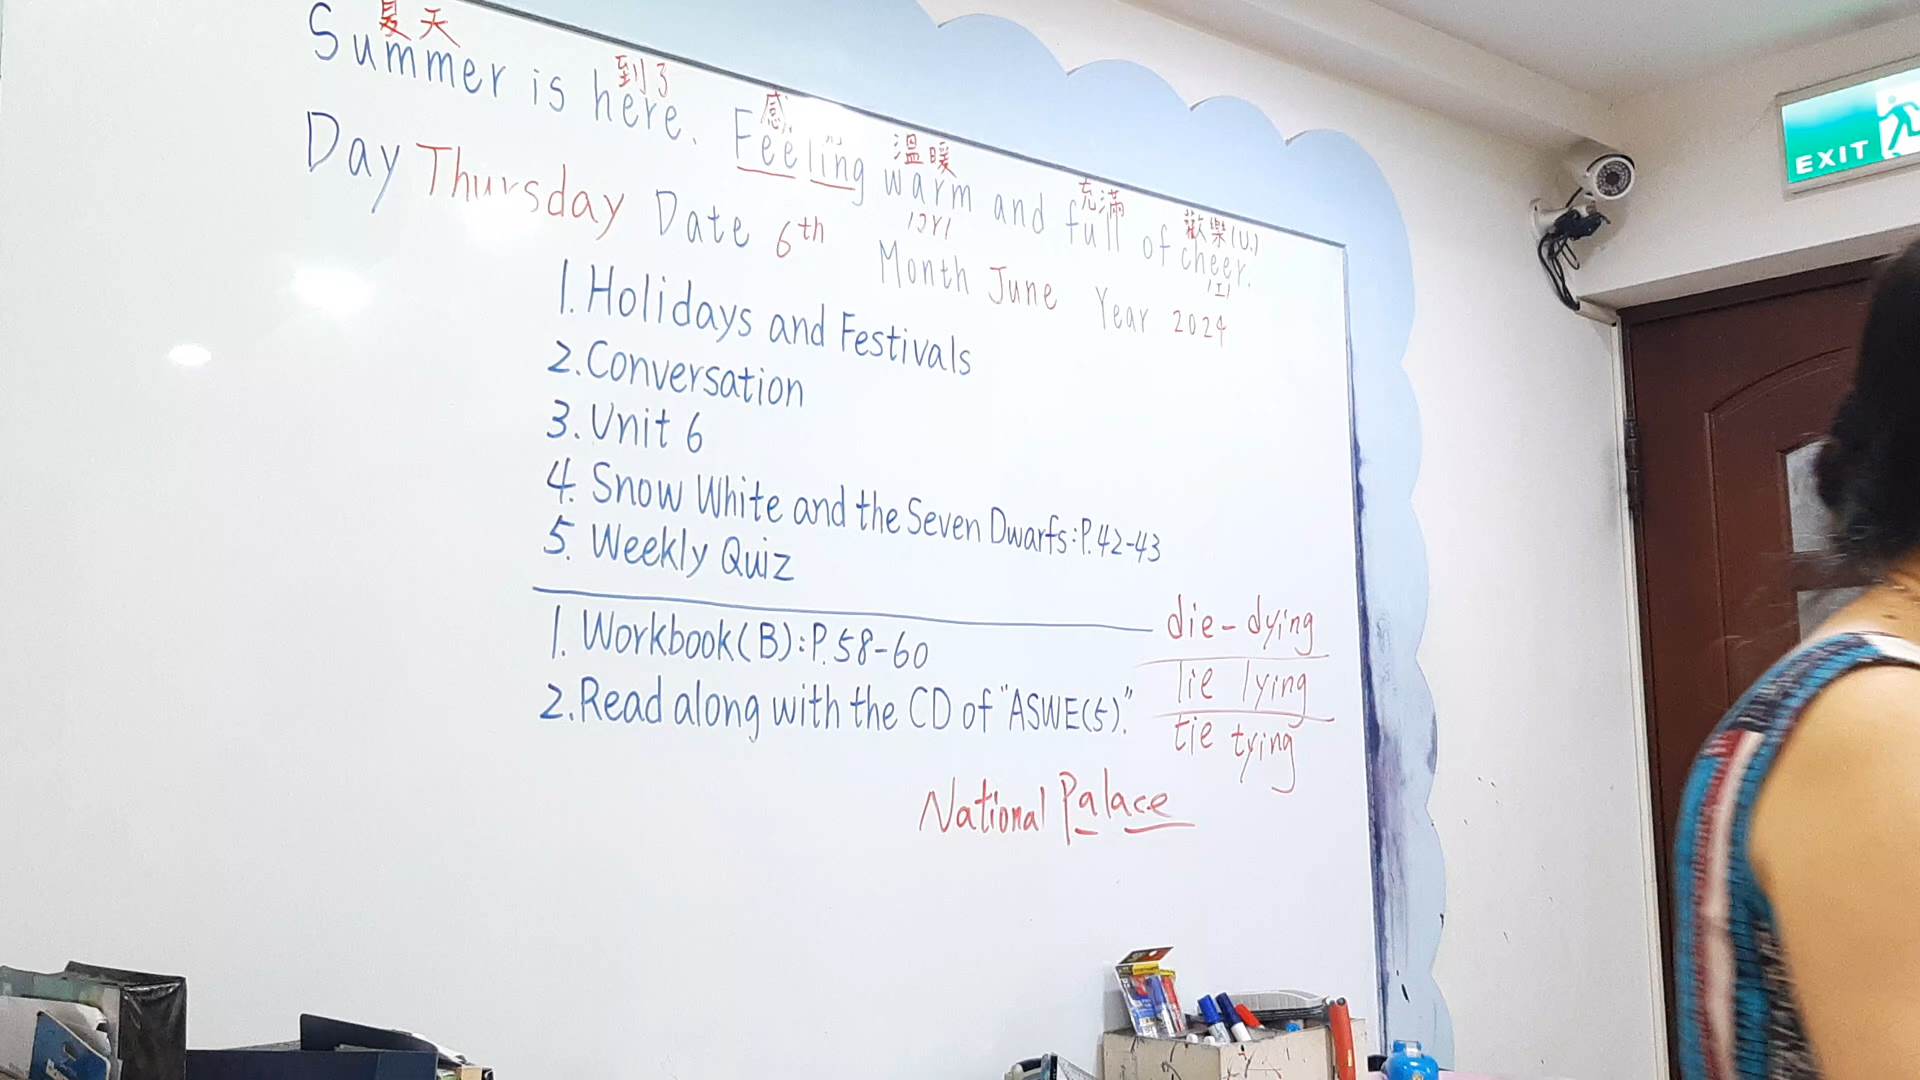 夏天 到了 感 溫暖 充滿 歡樂(U.)
Summer is here. Feeling warm and full of cheer.
Day Thursday Date 6th Month June Year 2024
1. Holidays and Festivals
2. Conversation
3. Unit 6
4. Snow White and the Seven Dwarfs: P.42-43
5. Weekly Quiz
1. Workbook(B): P.58-60
2. Read along with the CD of "ASWE(5)."
die - dying
lie lying
tie tying
National Palace
EXIT